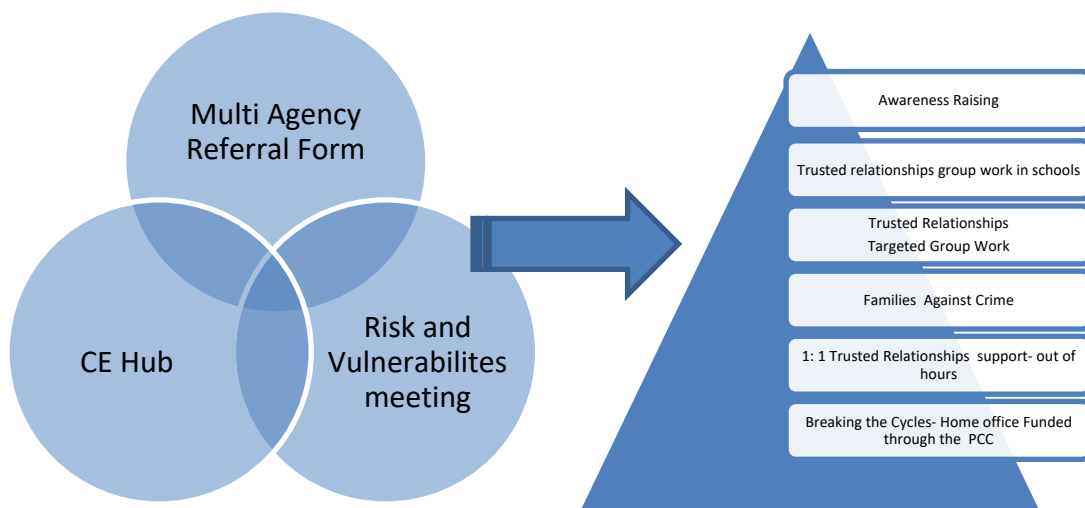 Multi Agency
Referral Form
CE Hub
Risk and
Vulnerabilites
meeting
Awareness Raising
Trusted relationships group work in schools
Trusted Relationships
Targeted Group Work
Families Against Crime
1: 1 Trusted Relationships support- out of
hours
Breaking the Cycles- Home office Funded
through the PCC